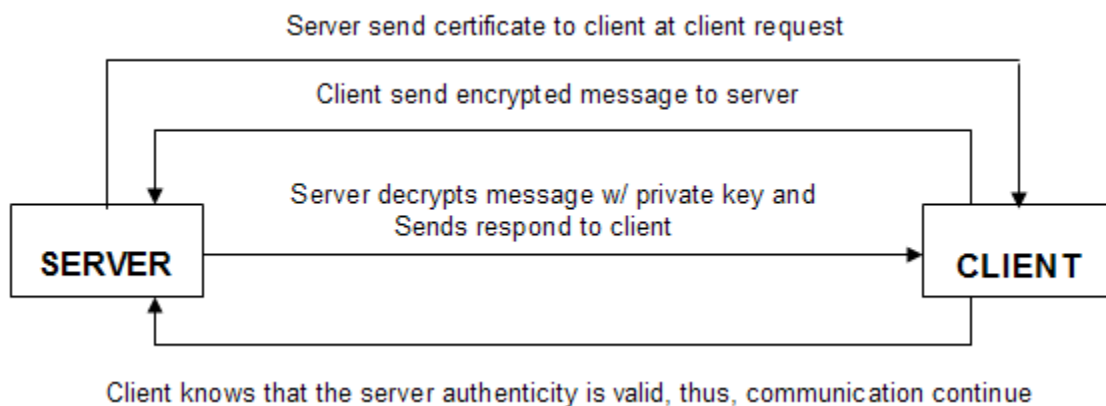 Server send certificate to client at client request
Client send encrypted message to server
Server decrypts message w/ private key and
Sends respond to client
SERVER
CLIENT
Client knows that the server authenticity is valid, thus, communication continue